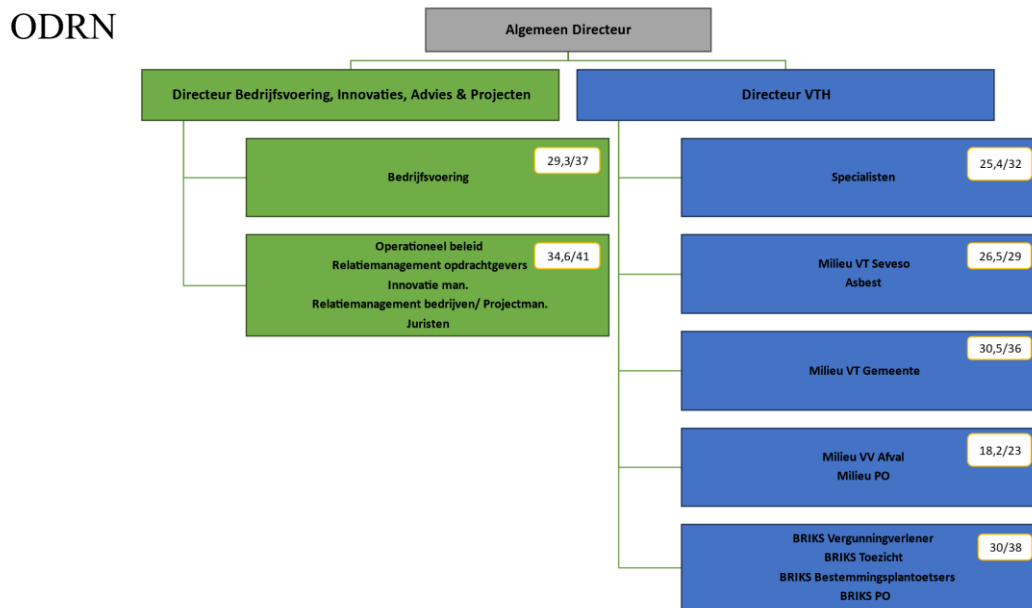 ODRN
Algemeen Directeur
Directeur Bedrijfsvoering, Innovaties, Advies & Projecten
Directeur VTH
29,3/37
Bedrijfsvoering
34,6/41
Operationeel beleid
Relatiemanagement opdrachtgevers
Innovatie man.
Relatiemanagement bedrijven/ Projectman.
Juristen
25,4/32
Specialisten
26,5/29
Milieu VT Seveso
Asbest
30,5/36
Milieu VT Gemeente
18,2/23
Milieu VV Afval
Milieu PO
30/38
BRIKS Vergunningverlener
BRIKS Toezicht
BRIKS Bestemmingsplantoetsers
BRIKS PO